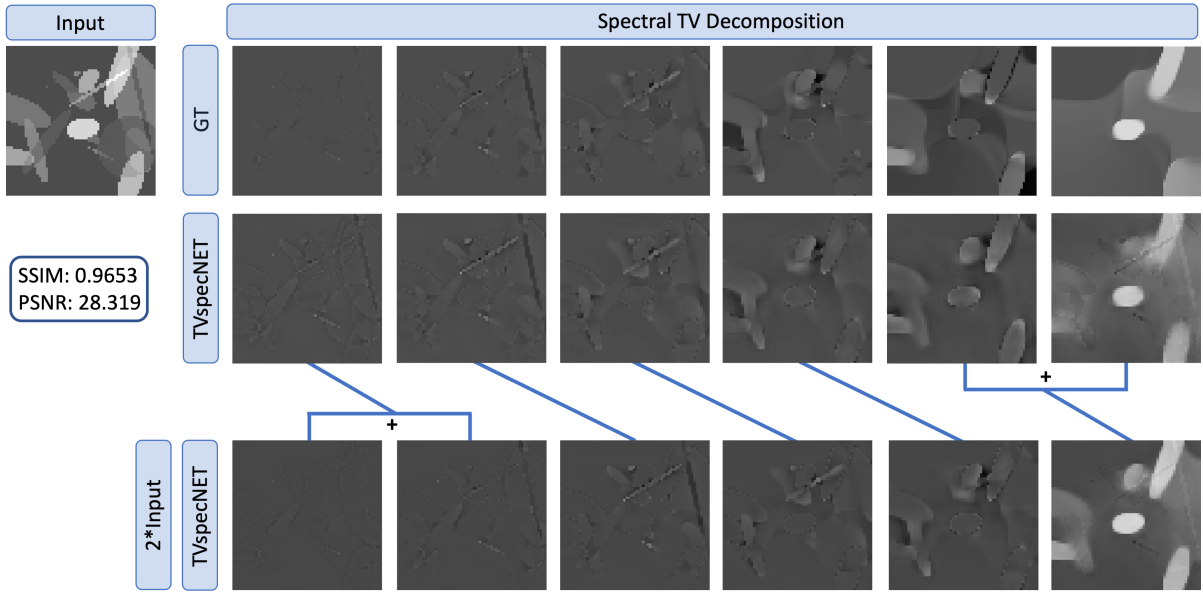 Input
Spectral TV Decomposition
GT
TVspecNET
SSIM: 0.9653
PSNR: 28.319
+
+
2*Input
TVspecNET